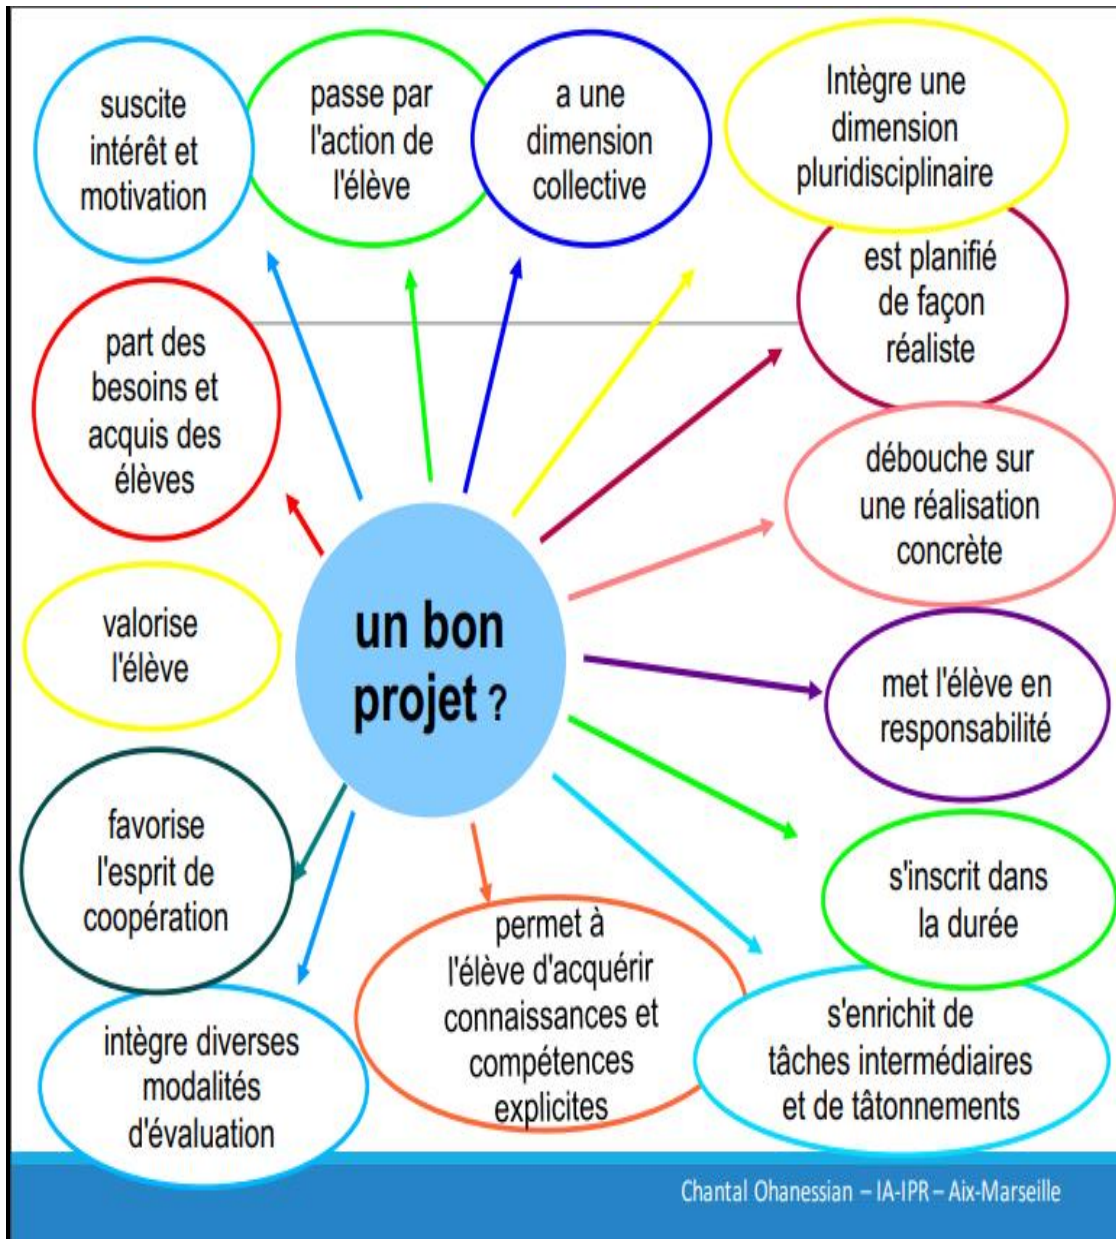 suscite
intérêt et
motivation
passe par
l'action de
l'élève
a une
dimension
collective
Intègre une
dimension
pluridisciplinaire
est planifié
de façon
réaliste
part des
besoins et
acquis des
élèves
débouche sur
une réalisation
concrète
un bon
projet ?
valorise
l'élève
met l'élève en
responsabilité
favorise
l'esprit de
coopération
s'inscrit dans
la durée
permet à
l'élève d'acquérir
connaissances et
compétences
explicites
s'enrichit de
tâches intermédiaires
et de tâtonnements
intègre diverses
modalités
d'évaluation
Chantal Ohanessian – IA-IPR – Aix-Marseille